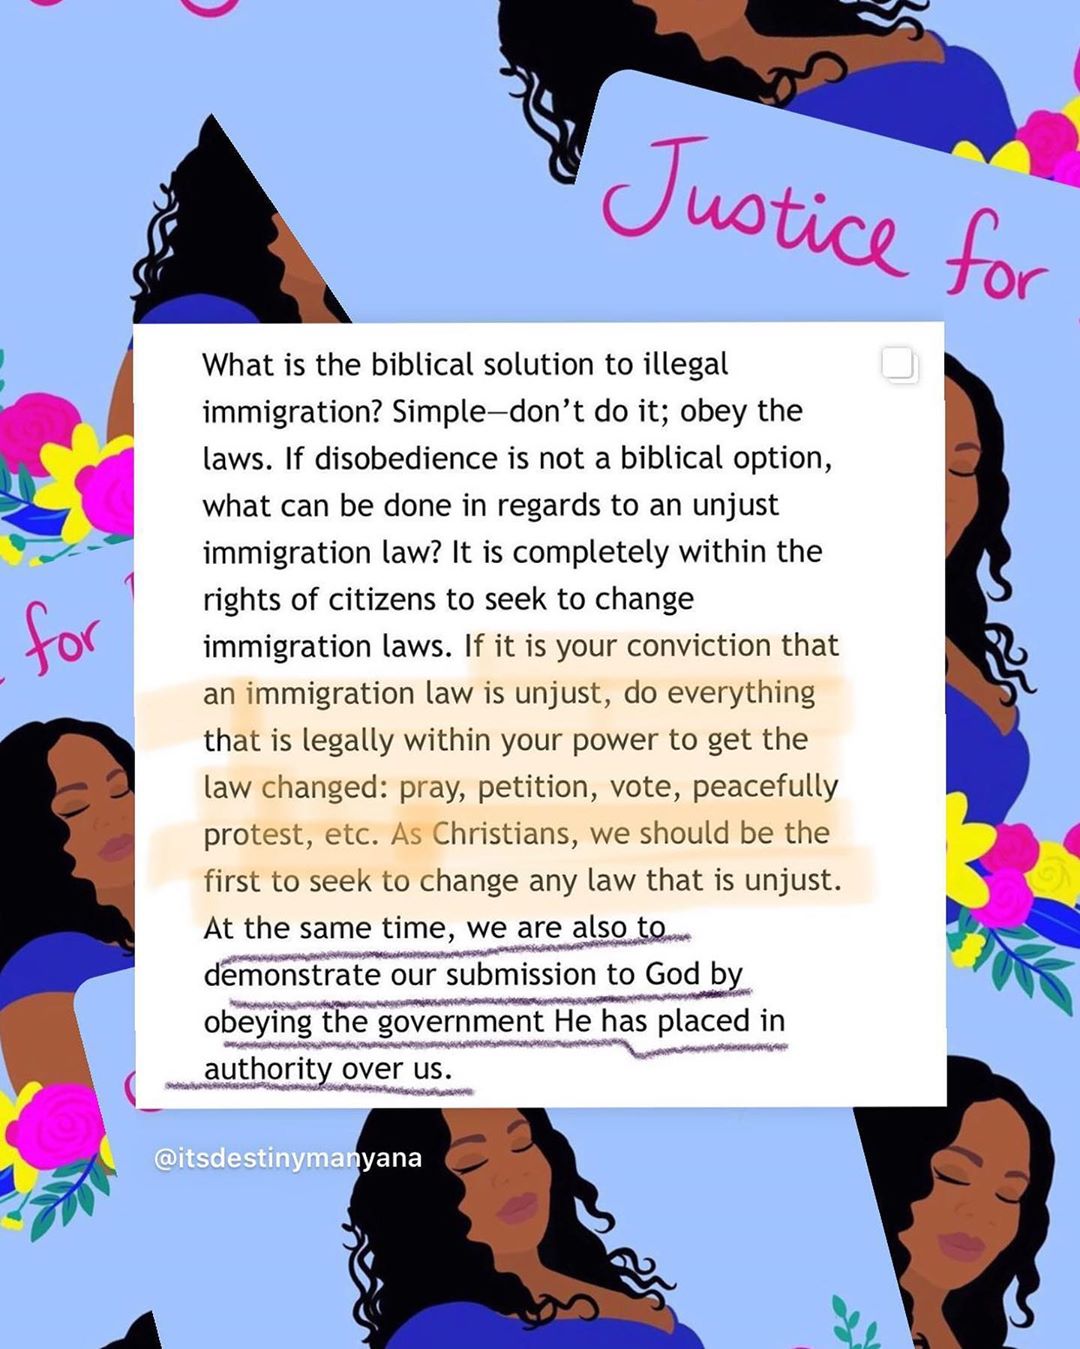 Justice for
What is the biblical solution to illegal
immigration? Simple—don’t do it; obey the
laws. If disobedience is not a biblical option,
what can be done in regards to an unjust
immigration law? It is completely within the
rights of citizens to seek to change
immigration laws. If it is your conviction that
an immigration law is unjust, do everything
that is legally within your power to get the
law changed: pray, petition, vote, peacefully
protest, etc. As Christians, we should be the
first to seek to change any law that is unjust.
At the same time, we are also to
demonstrate our submission to God by
obeying the government He has placed in
authority over us.
for
@itsdestinymanyana